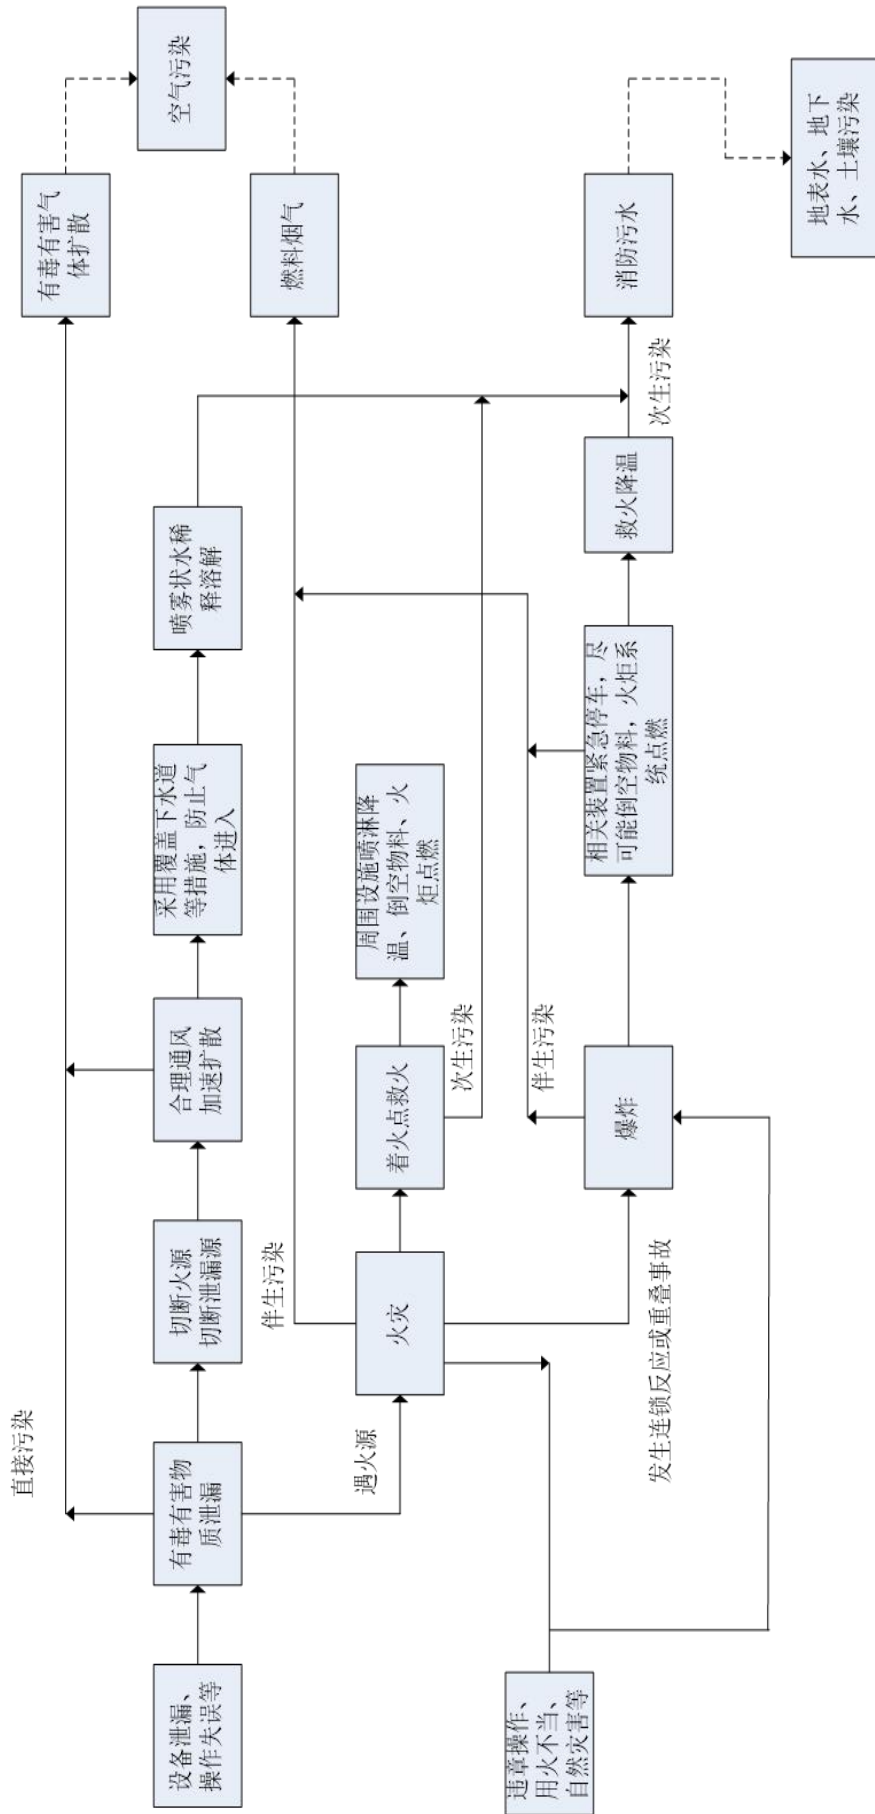 直接污染
设备泄漏、
操作失误等
有毒有害物
质泄漏
切断火源
切断泄漏源
合理通风
加速扩散
采用覆盖下水道
等措施，防止气
体进入
喷雾状水稀
释溶解
有毒有害气
体扩散
空气污染
遇火源
伴生污染
火灾
着火点救火
周围设施喷淋降
温、倒空物料、火
炬点燃
燃料烟气
次生污染
违章操作、
用火不当、
自然灾害等
发生连锁反应或重叠事故
伴生污染
爆炸
相关装置紧急停车，尽
可能倒空物料，火炬系
统点燃
救火降温
次生污染
消防污水
地表水、地下
水、土壤污染